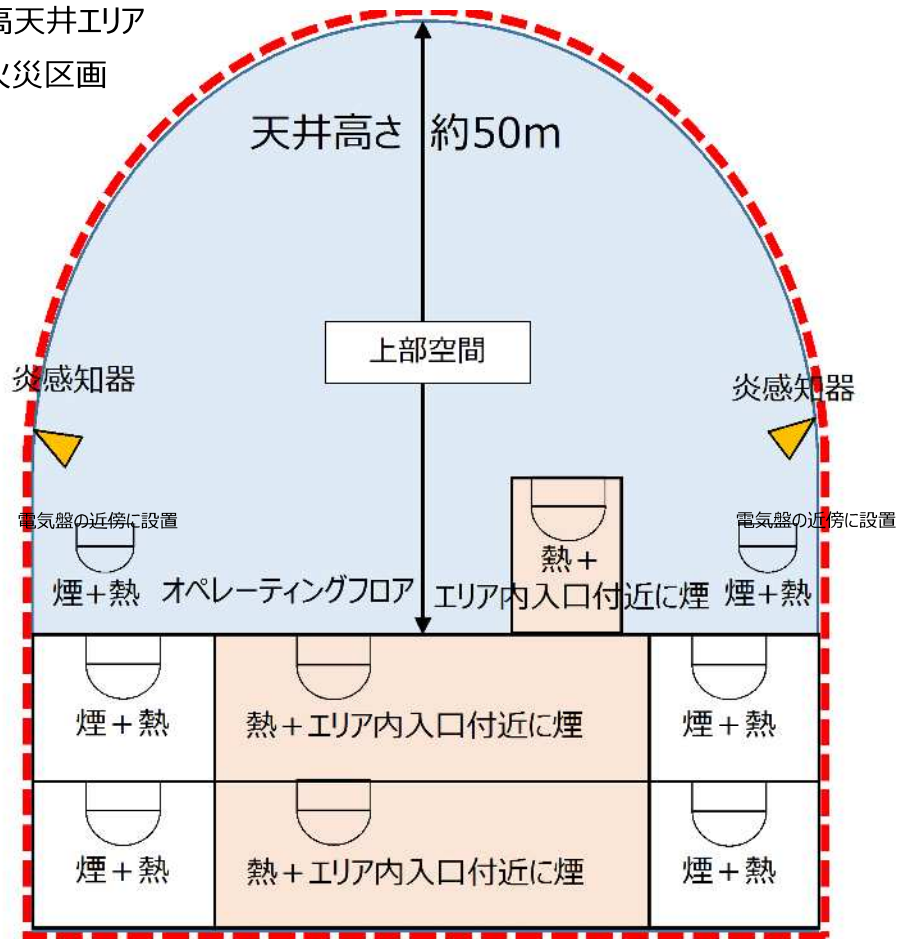 高天井エリア
火災区画
天井高さ 約50m
上部空間
炎感知器
炎感知器
電気盤の近傍に設置
電気盤の近傍に設置
煙+熱
オペレーティングフロア
熱+
エリア内入口付近に煙
煙+熱
煙+熱
熱+エリア内入口付近に煙
煙+熱
煙+熱
熱+エリア内入口付近に煙
煙+熱